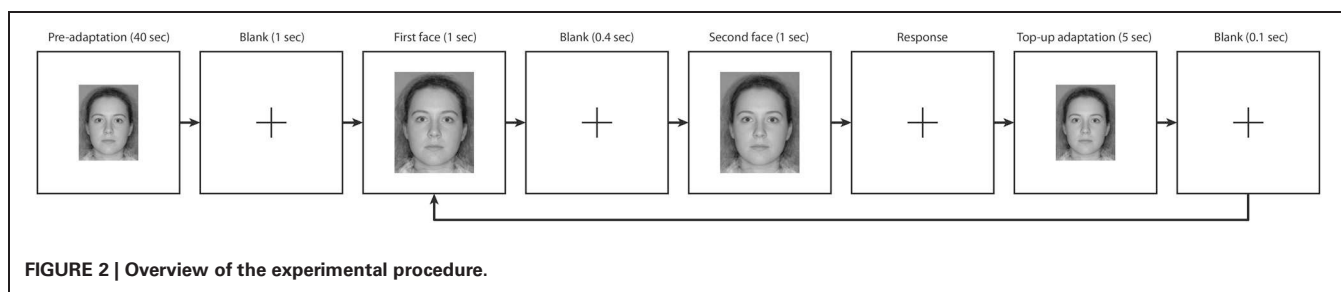 Pre-adaptation (40 sec)
Blank (1 sec)
First face (1 sec)
Blank (0.4 sec)
Second face (1 sec)
Response
Top-up adaptation (5 sec)
Blank (0.1 sec)
FIGURE 2 | Overview of the experimental procedure.